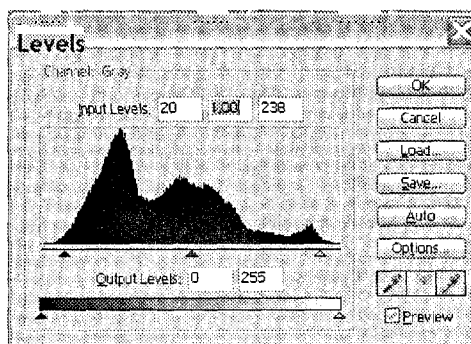 Levels
Channel: Gray
Input Levels: 20 1.00 238
Output Levels: 0 255
OK
Cancel
Load...
Save...
Auto
Options...
Preview